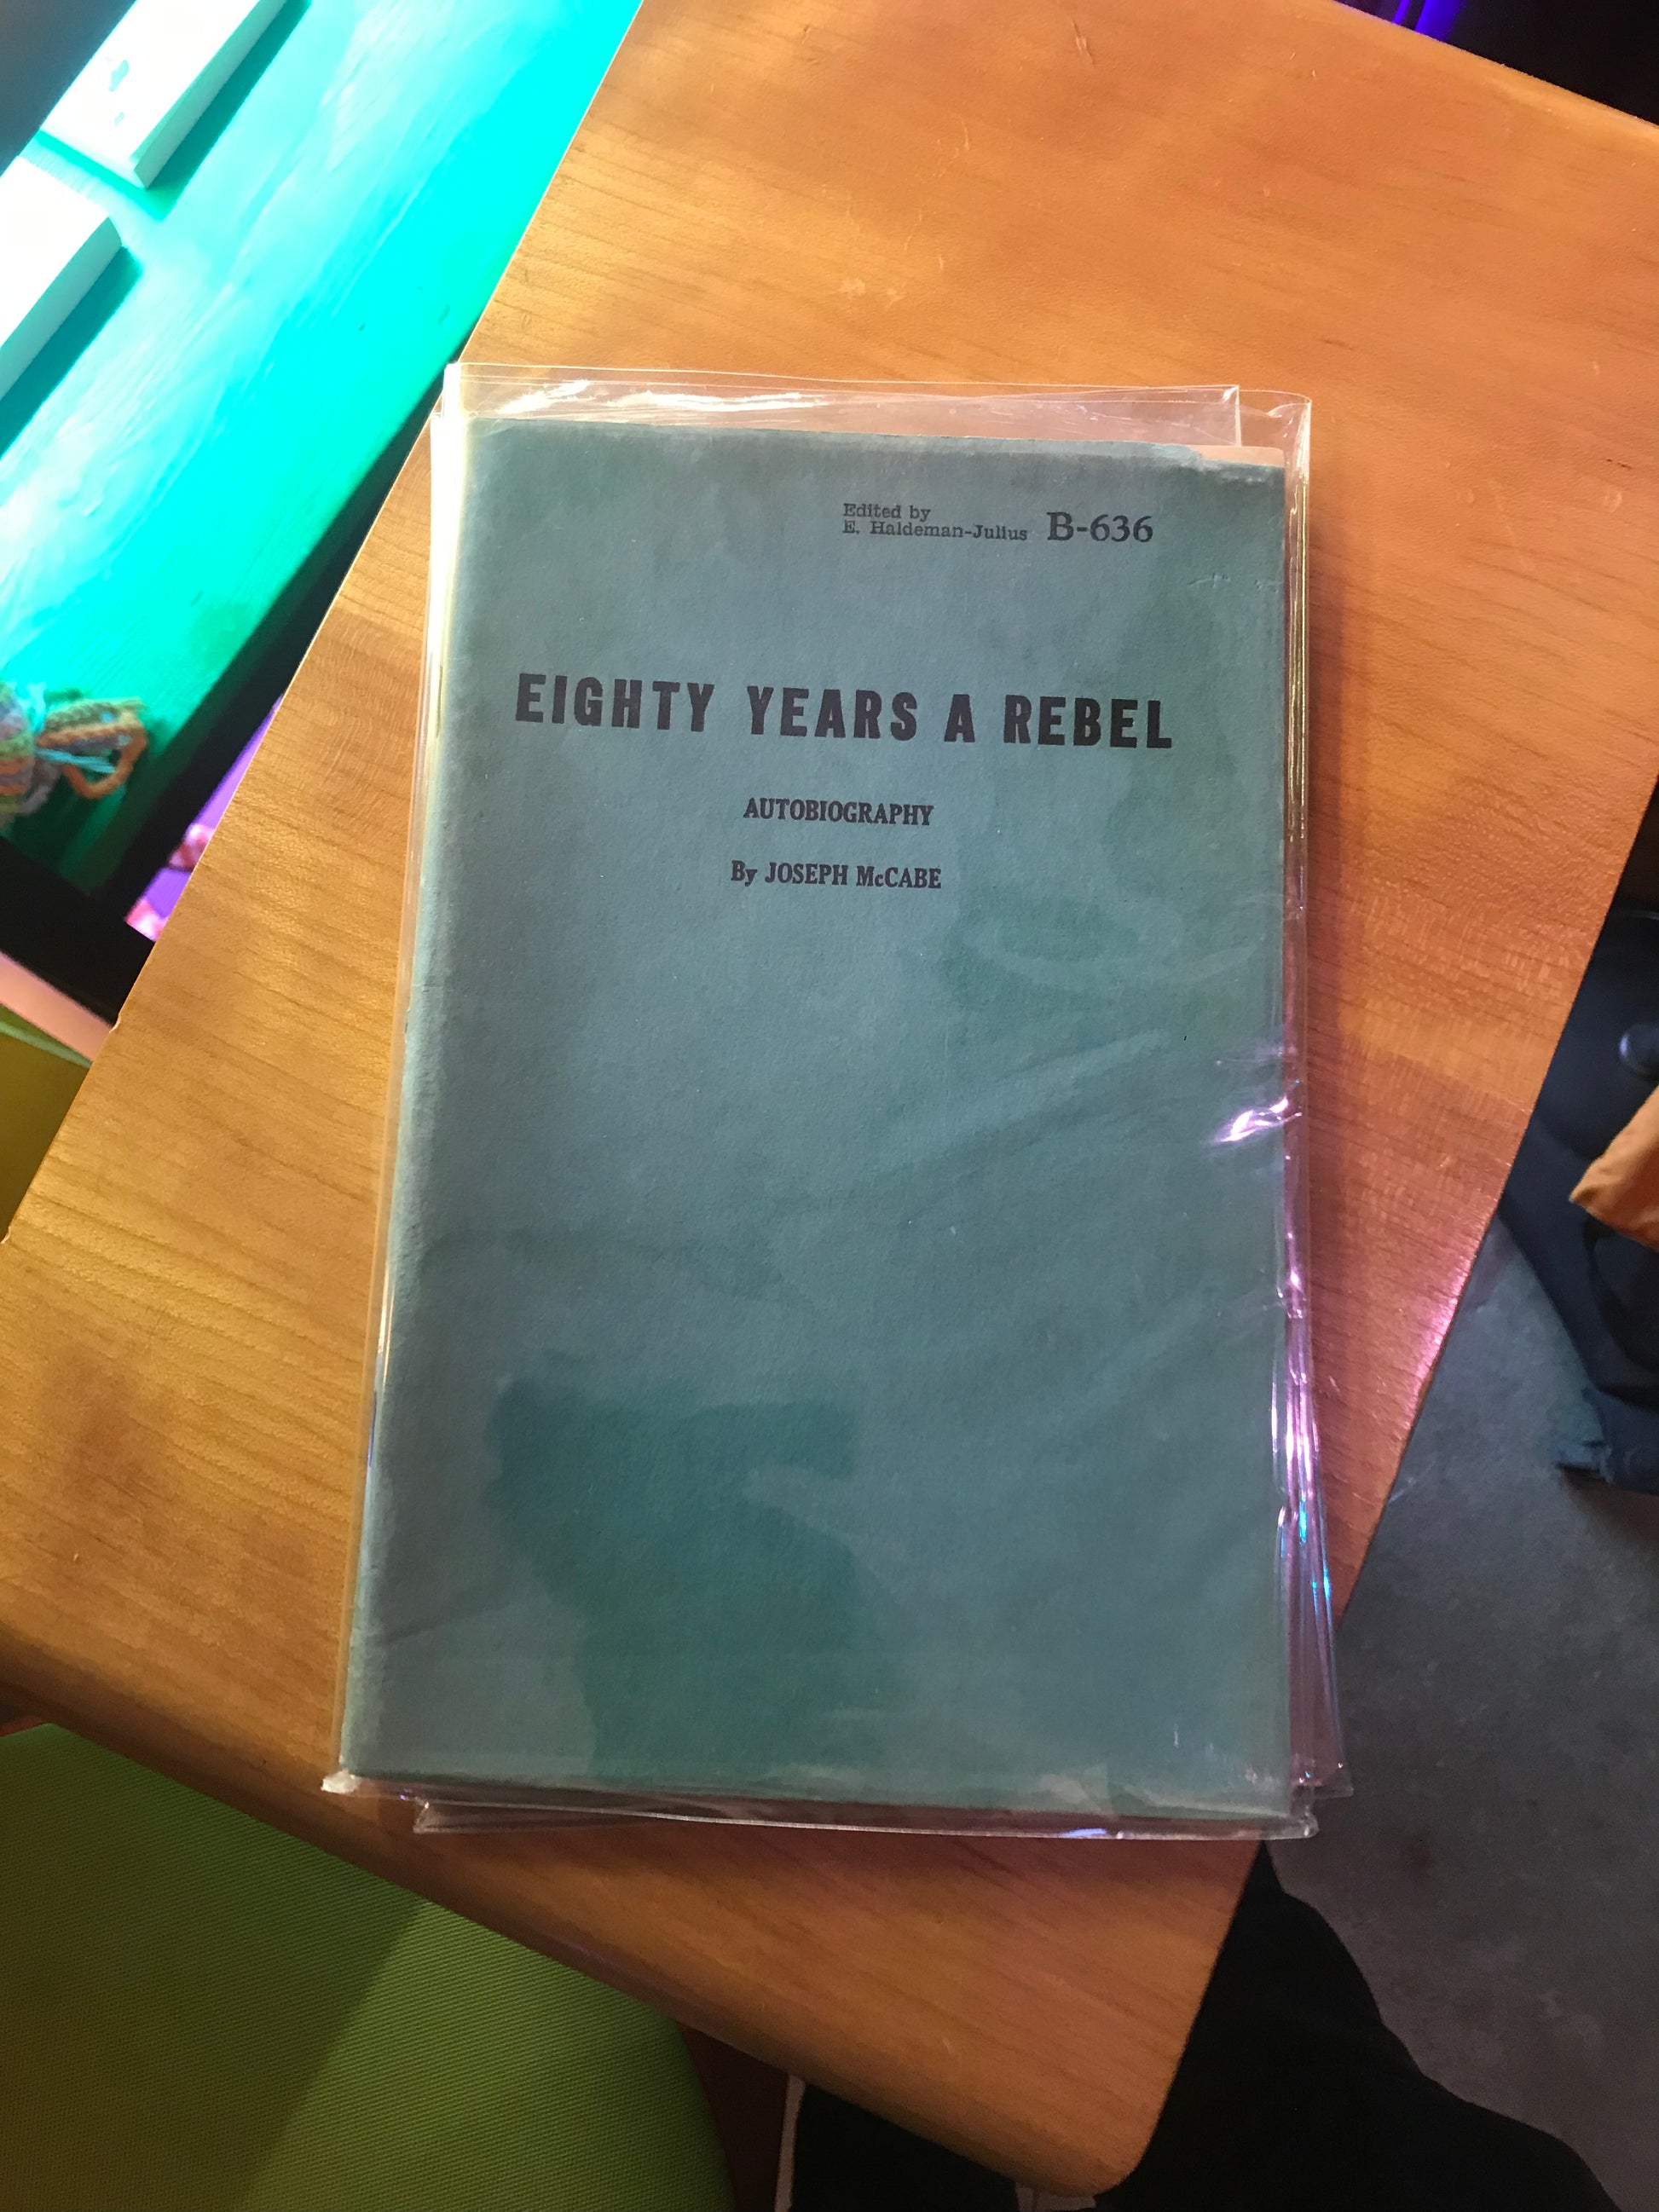 Edited by
E. Haldeman-Julius B-636
EIGHTY YEARS A REBEL
AUTOBIOGRAPHY
By JOSEPH McCABE